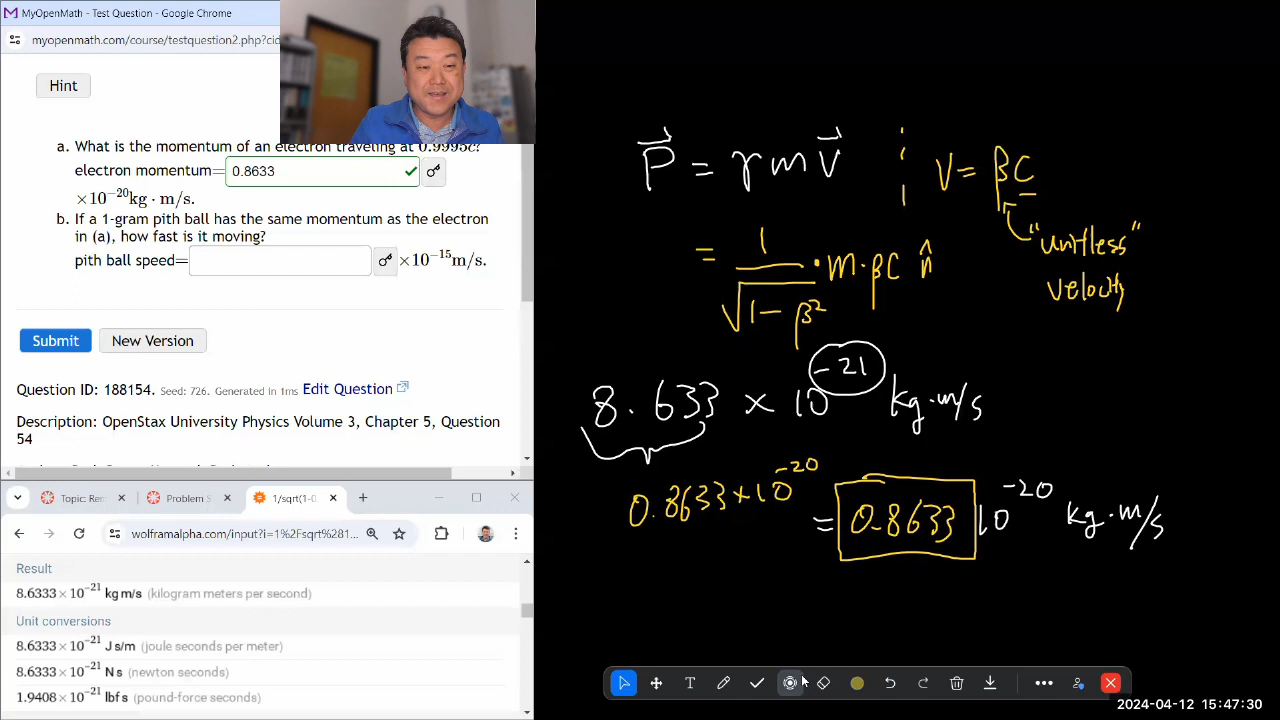 MyOpenMath - Test Question - Google Chrome
myopenmath.com/course/testquestion2.php?cid
Hint
a. What is the momentum of an electron traveling at 0.9995c?
electron momentum= 0.8633
×10⁻²⁰kg · m/s.
b. If a 1-gram pith ball has the same momentum as the electron
in (a), how fast is it moving?
pith ball speed= ×10⁻¹⁵m/s.
Submit
New Version
Question ID: 188154. Seed: 726. Generated in 1ms Edit Question
Description: OpenStax University Physics Volume 3, Chapter 5, Question
54
Topic: Rem
Problem S
1/sqrt(1-0.
wolframalpha.com/input?i=1%2Fsqrt%281...
Result
8.6333 × 10⁻²¹ kg m/s (kilogram meters per second)
Unit conversions
8.6333 × 10⁻²¹ J s/m (joule seconds per meter)
8.6333 × 10⁻²¹ N s (newton seconds)
1.9408 × 10⁻²¹ lbf s (pound-force seconds)
P⃗ = γ m v⃗ ; v = βc
"unitless"
velocity
= 1/√(1 − β²) · m · βc n̂
8.633 × 10⁻²¹ kg·m/s
0.8633 × 10⁻²⁰ = 0.8633 10⁻²⁰ kg·m/s
2024-04-12 15:47:30